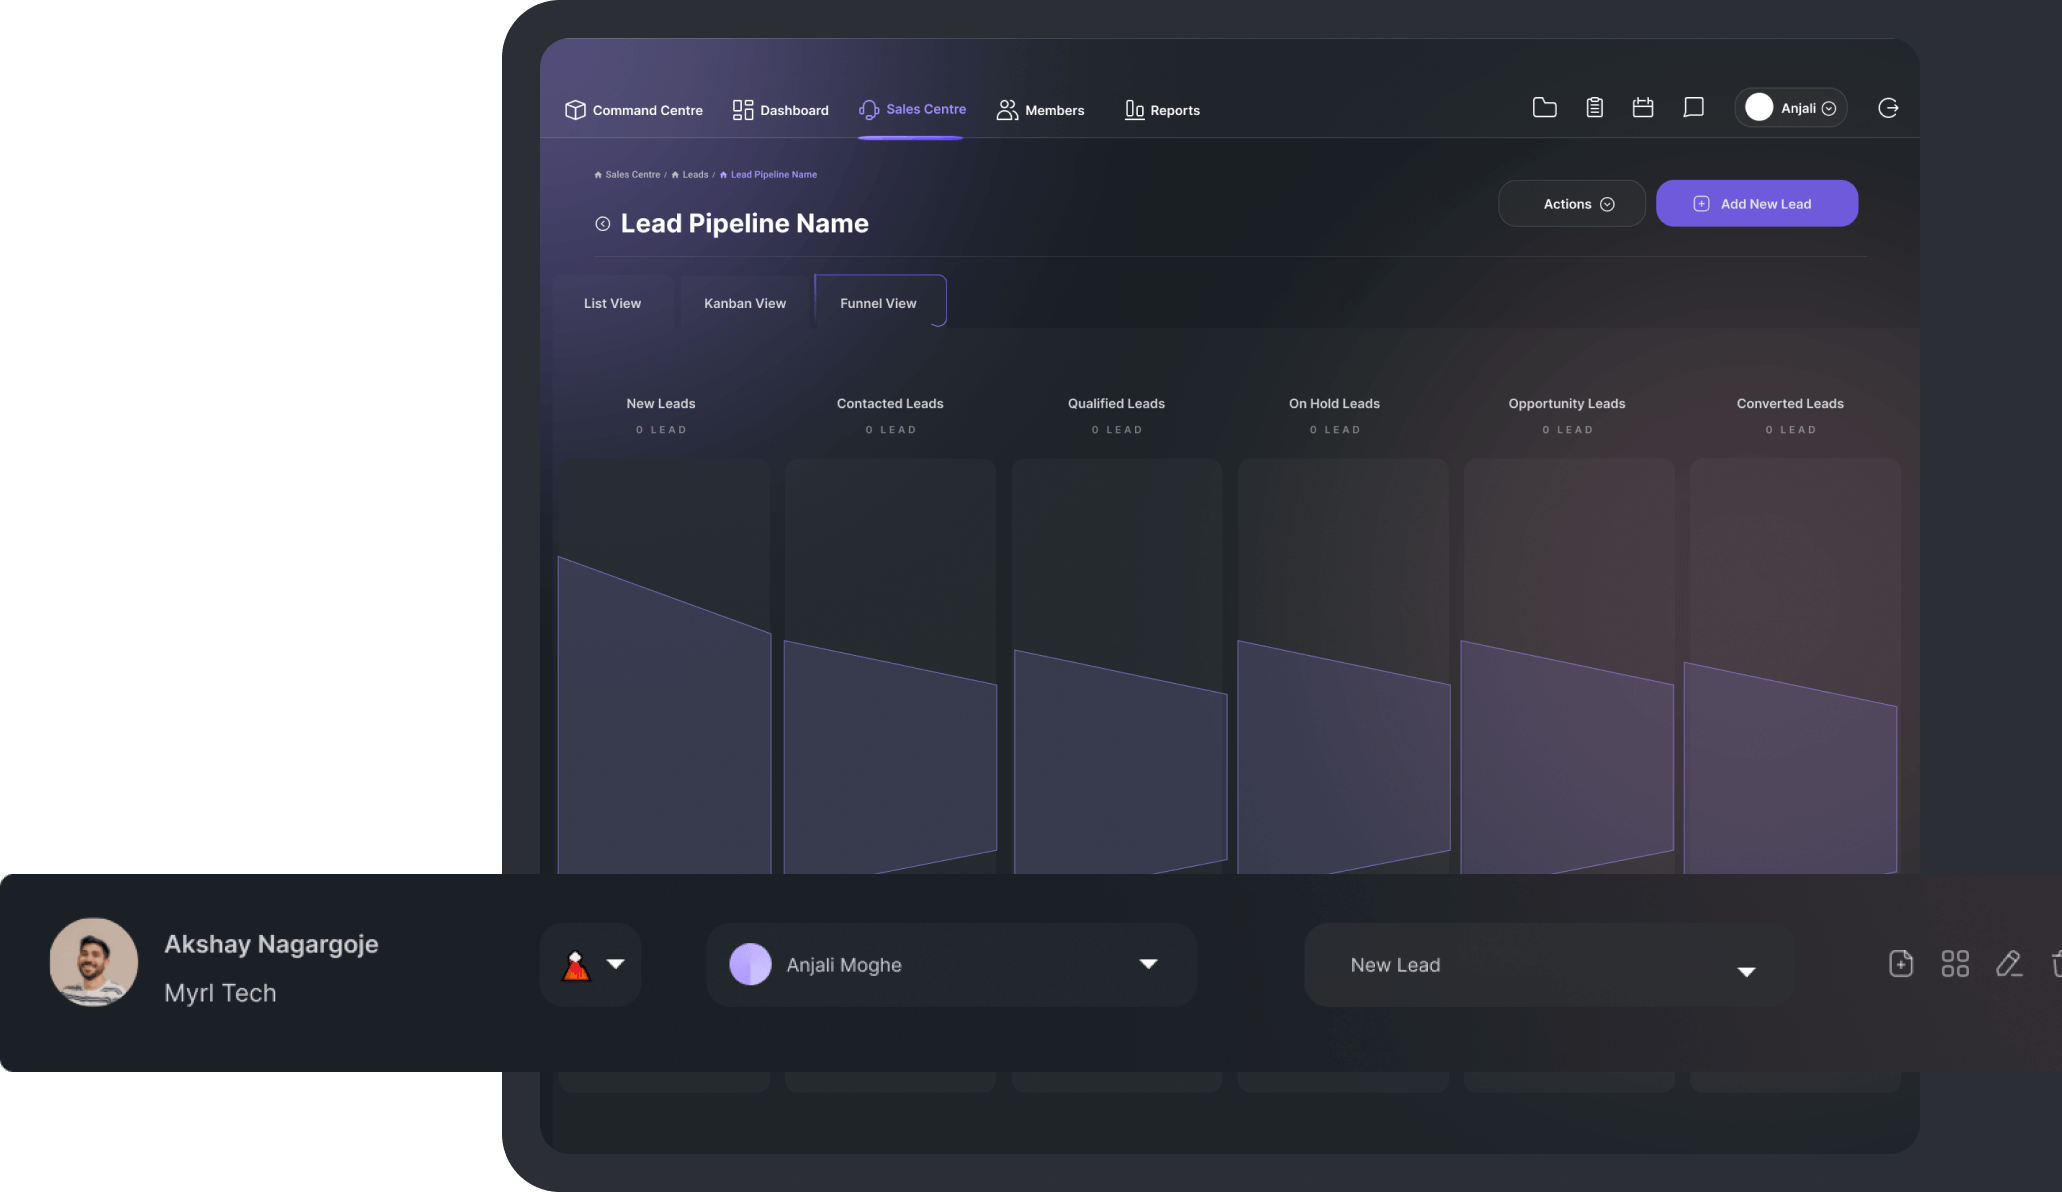 Command Centre Dashboard Sales Centre Members Reports Anjali
Sales Centre / Leads / Lead Pipeline Name
Actions Add New Lead
Lead Pipeline Name
List View Kanban View Funnel View
New Leads Contacted Leads Qualified Leads On Hold Leads Opportunity Leads Converted Leads
0 LEAD 0 LEAD 0 LEAD 0 LEAD 0 LEAD 0 LEAD
Akshay Nagargoje
Myrl Tech
Anjali Moghe
New Lead